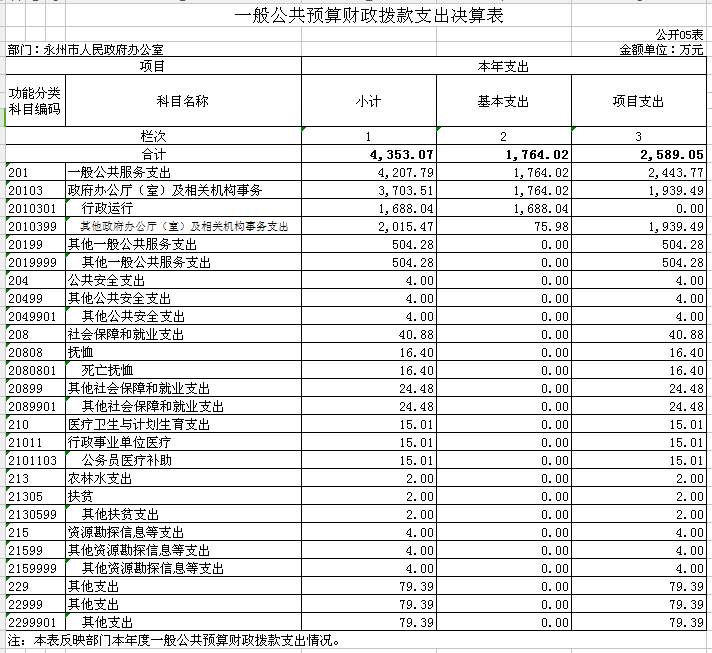 一般公共预算财政拨款支出决算表
公开05表
部门：永州市人民政府办公室 金额单位：万元
项目 本年支出
功能分类科目编码 科目名称 小计 基本支出 项目支出
栏次 1 2 3
合计 4,353.07 1,764.02 2,589.05
201 一般公共服务支出 4,207.79 1,764.02 2,443.77
20103 政府办公厅（室）及相关机构事务 3,703.51 1,764.02 1,939.49
2010301 行政运行 1,688.04 1,688.04 0.00
2010399 其他政府办公厅（室）及相关机构事务支出 2,015.47 75.98 1,939.49
20199 其他一般公共服务支出 504.28 0.00 504.28
2019999 其他一般公共服务支出 504.28 0.00 504.28
204 公共安全支出 4.00 0.00 4.00
20499 其他公共安全支出 4.00 0.00 4.00
2049901 其他公共安全支出 4.00 0.00 4.00
208 社会保障和就业支出 40.88 0.00 40.88
20808 抚恤 16.40 0.00 16.40
2080801 死亡抚恤 16.40 0.00 16.40
20899 其他社会保障和就业支出 24.48 0.00 24.48
2089901 其他社会保障和就业支出 24.48 0.00 24.48
210 医疗卫生与计划生育支出 15.01 0.00 15.01
21011 行政事业单位医疗 15.01 0.00 15.01
2101103 公务员医疗补助 15.01 0.00 15.01
213 农林水支出 2.00 0.00 2.00
21305 扶贫 2.00 0.00 2.00
2130599 其他扶贫支出 2.00 0.00 2.00
215 资源勘探信息等支出 4.00 0.00 4.00
21599 其他资源勘探信息等支出 4.00 0.00 4.00
2159999 其他资源勘探信息等支出 4.00 0.00 4.00
229 其他支出 79.39 0.00 79.39
22999 其他支出 79.39 0.00 79.39
2299901 其他支出 79.39 0.00 79.39
注：本表反映部门本年度一般公共预算财政拨款支出情况。